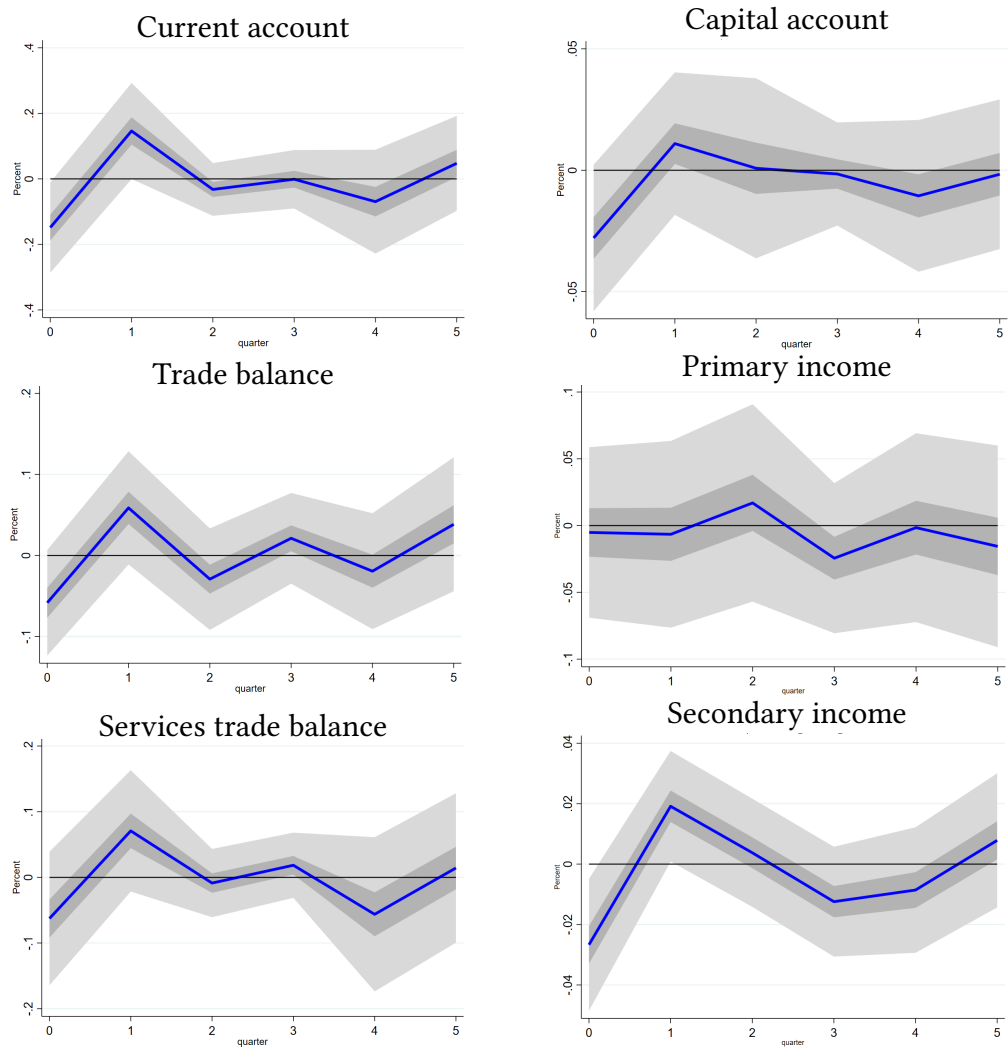 Current account
.4
.2
0
-.2
-.4
Percent
0 1 2 3 4 5
quarter
Capital account
.05
0
-.05
Percent
0 1 2 3 4 5
quarter
Trade balance
.2
.1
0
-.1
Percent
0 1 2 3 4 5
quarter
Primary income
.1
.05
0
-.05
-.1
Percent
0 1 2 3 4 5
quarter
Services trade balance
.2
.1
0
-.1
-.2
Percent
0 1 2 3 4 5
quarter
Secondary income
.04
.02
0
-.02
-.04
Percent
0 1 2 3 4 5
quarter